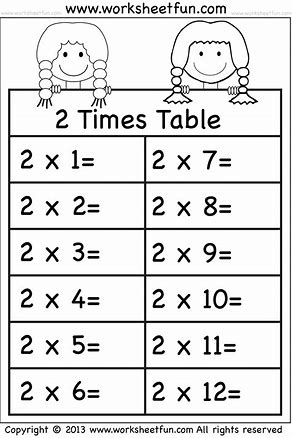 www.worksheetfun.com
2 Times Table
2 x 1=
2 x 7=
2 x 2=
2 x 8=
2 x 3=
2 x 9=
2 x 4=
2 x 10=
2 x 5=
2 x 11=
2 x 6=
2 x 12=
Copyright © 2013 www.worksheetfun.com All rights reserved